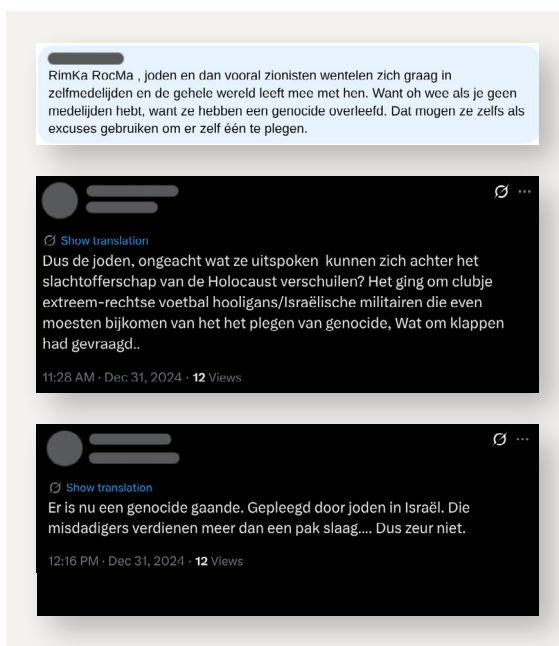 RimKa RocMa , joden en dan vooral zionisten wentelen zich graag in
zelfmedelijden en de gehele wereld leeft mee met hen. Want oh wee als je geen
medelijden hebt, want ze hebben een genocide overleefd. Dat mogen ze zelfs als
excuses gebruiken om er zelf één te plegen.
Show translation
Dus de joden, ongeacht wat ze uitspoken kunnen zich achter het
slachtofferschap van de Holocaust verschuilen? Het ging om clubje
extreem-rechtse voetbal hooligans/Israëlische militairen die even
moesten bijkomen van het het plegen van genocide, Wat om klappen
had gevraagd..
11:28 AM · Dec 31, 2024 · 12 Views
Show translation
Er is nu een genocide gaande. Gepleegd door joden in Israël. Die
misdadigers verdienen meer dan een pak slaag.... Dus zeur niet.
12:16 PM · Dec 31, 2024 · 12 Views